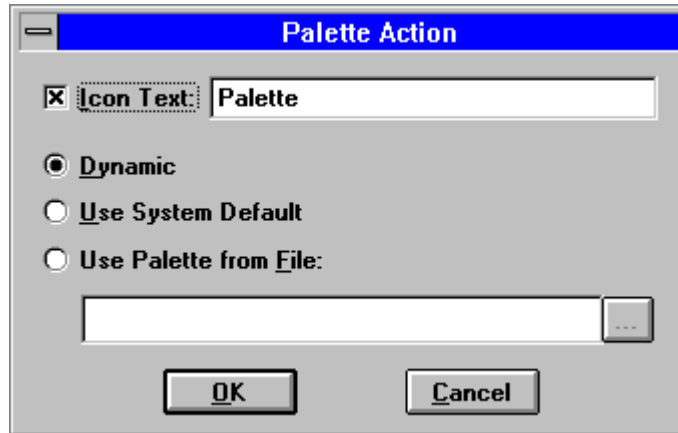 Palette Action
Icon Text: Palette
Dynamic
Use System Default
Use Palette from File:
...
OK Cancel